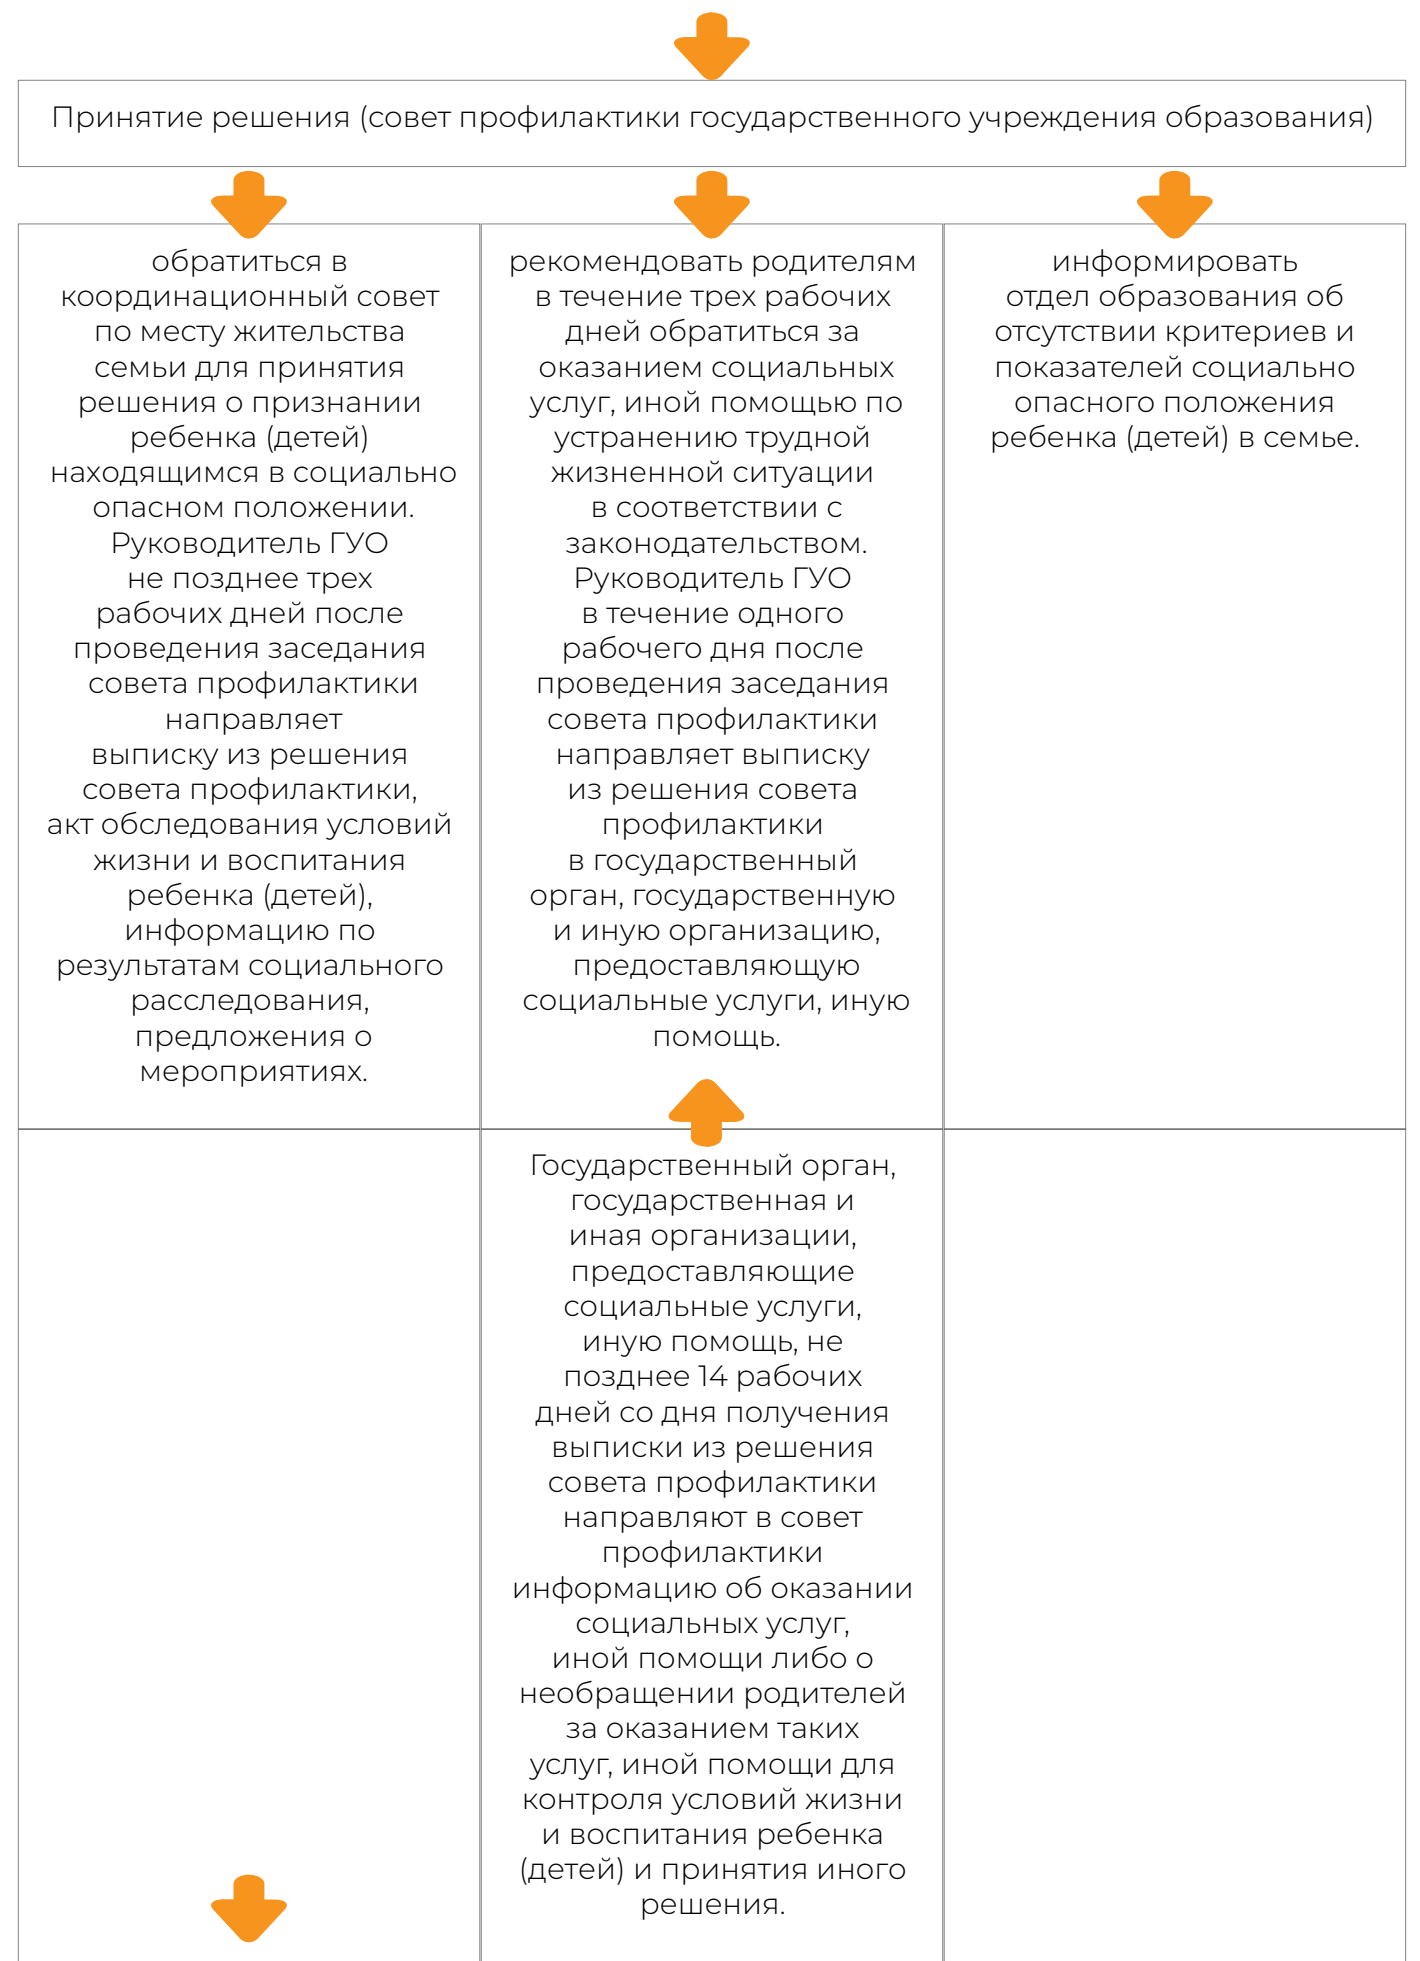 Принятие решения (совет профилактики государственного учреждения образования)
обратиться в
координационный совет
по месту жительства
семьи для принятия
решения о признании
ребенка (детей)
находящимся в социально
опасном положении.
Руководитель ГУО
не позднее трех
рабочих дней после
проведения заседания
совета профилактики
направляет
выписку из решения
совета профилактики,
акт обследования условий
жизни и воспитания
ребенка (детей),
информацию по
результатам социального
расследования,
предложения о
мероприятиях.
рекомендовать родителям
в течение трех рабочих
дней обратиться за
оказанием социальных
услуг, иной помощью по
устранению трудной
жизненной ситуации
в соответствии с
законодательством.
Руководитель ГУО
в течение одного
рабочего дня после
проведения заседания
совета профилактики
направляет выписку
из решения совета
профилактики
в государственный
орган, государственную
и иную организацию,
предоставляющую
социальные услуги, иную
помощь.
информировать
отдел образования об
отсутствии критериев и
показателей социально
опасного положения
ребенка (детей) в семье.
Государственный орган,
государственная и
иная организации,
предоставляющие
социальные услуги,
иную помощь, не
позднее 14 рабочих
дней со дня получения
выписки из решения
совета профилактики
направляют в совет
профилактики
информацию об оказании
социальных услуг,
иной помощи либо о
необращении родителей
за оказанием таких
услуг, иной помощи для
контроля условий жизни
и воспитания ребенка
(детей) и принятия иного
решения.